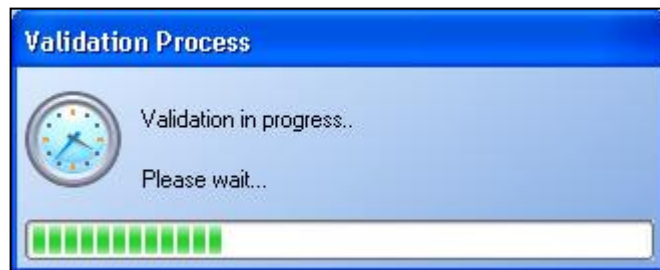 Validation Process
Validation in progress..
Please wait...